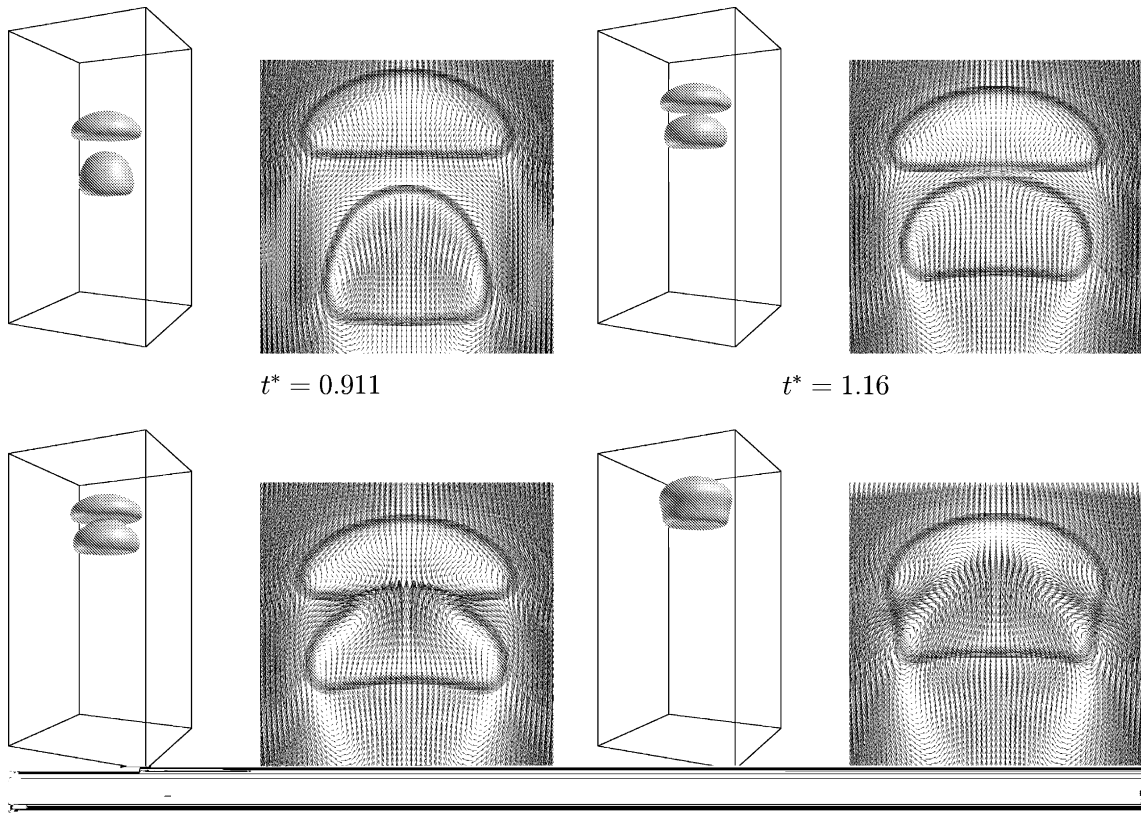 t* = 0.911
t* = 1.16